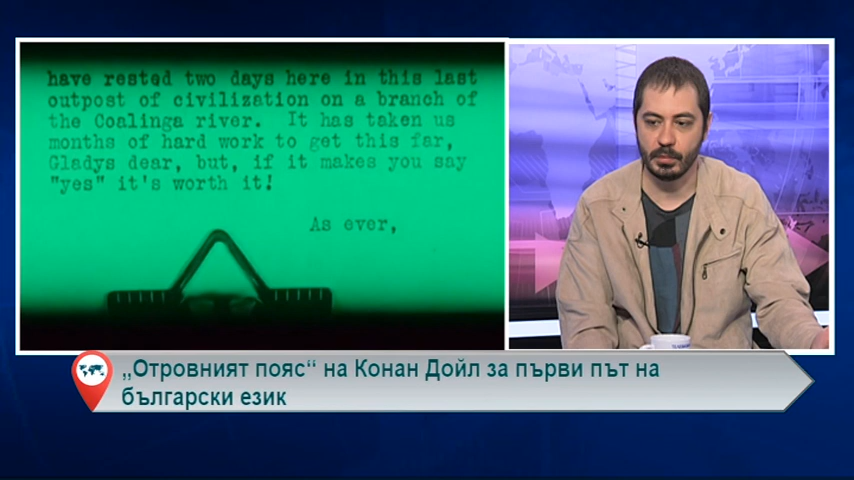 have rested two days here in this last
outpost of civilization on a branch of
the Coalinga river. It has taken us
months of hard work to get this far,
Gladys dear, but, if it makes you say
"yes" it's worth it!
As ever,
„Отровният пояс“ на Конан Дойл за първи път на
български език